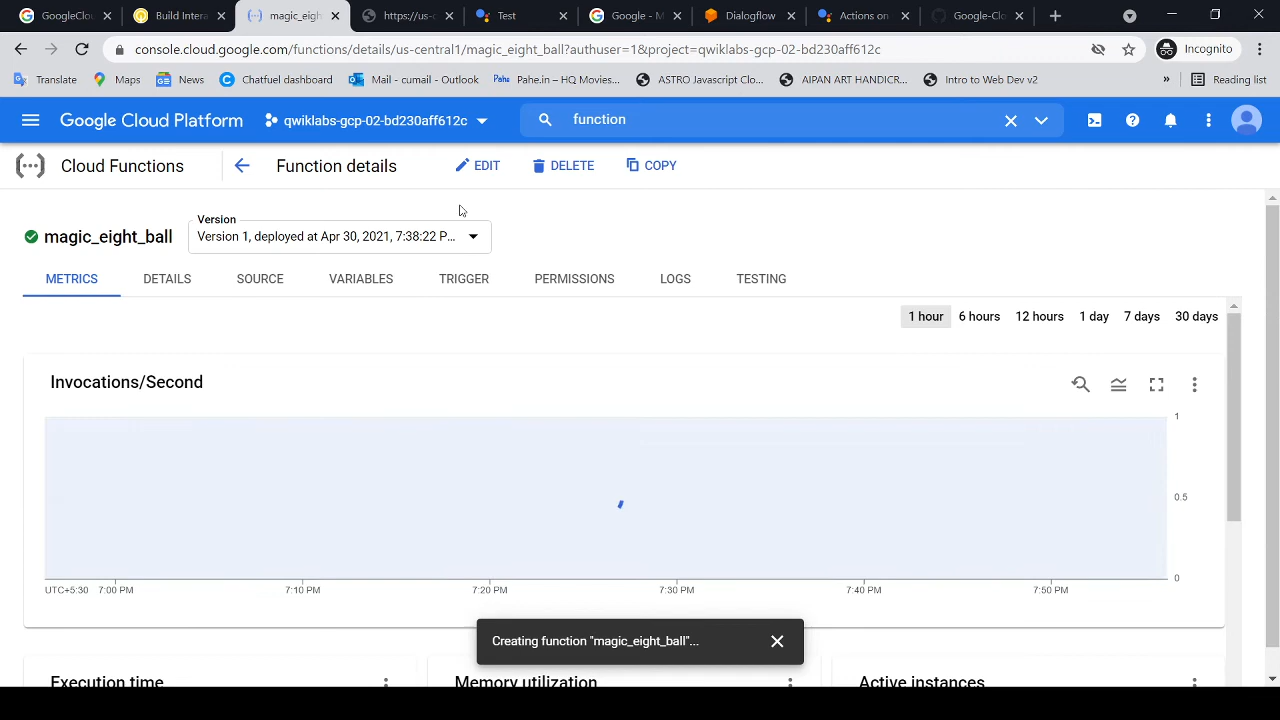 GoogleClou
Build Intera
magic_eigh
https://us-c
Test
Google - M
Dialogflow
Actions on
Google-Clo
console.cloud.google.com/functions/details/us-central1/magic_eight_ball?authuser=1&project=qwiklabs-gcp-02-bd230aff612c
Incognito
Translate
Maps
News
Chatfuel dashboard
Mail - cumail - Outlook
Pahe.in – HQ Movies...
ASTRO Javascript Clo...
AIPAN ART HANDICR...
Intro to Web Dev v2
»
Reading list
Google Cloud Platform
qwiklabs-gcp-02-bd230aff612c
function
Cloud Functions
Function details
EDIT
DELETE
COPY
magic_eight_ball
Version
Version 1, deployed at Apr 30, 2021, 7:38:22 P...
METRICS
DETAILS
SOURCE
VARIABLES
TRIGGER
PERMISSIONS
LOGS
TESTING
1 hour
6 hours
12 hours
1 day
7 days
30 days
Invocations/Second
1
0.5
0
UTC+5:30
7:00 PM
7:10 PM
7:20 PM
7:30 PM
7:40 PM
7:50 PM
Creating function "magic_eight_ball"...
Execution time
Memory utilization
Active instances